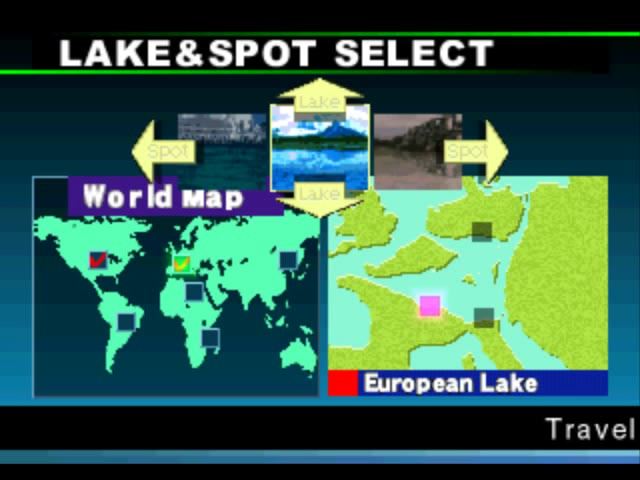 LAKE&SPOT SELECT
Lake
Spot
Spot
Lake
World Map
European Lake
Travel